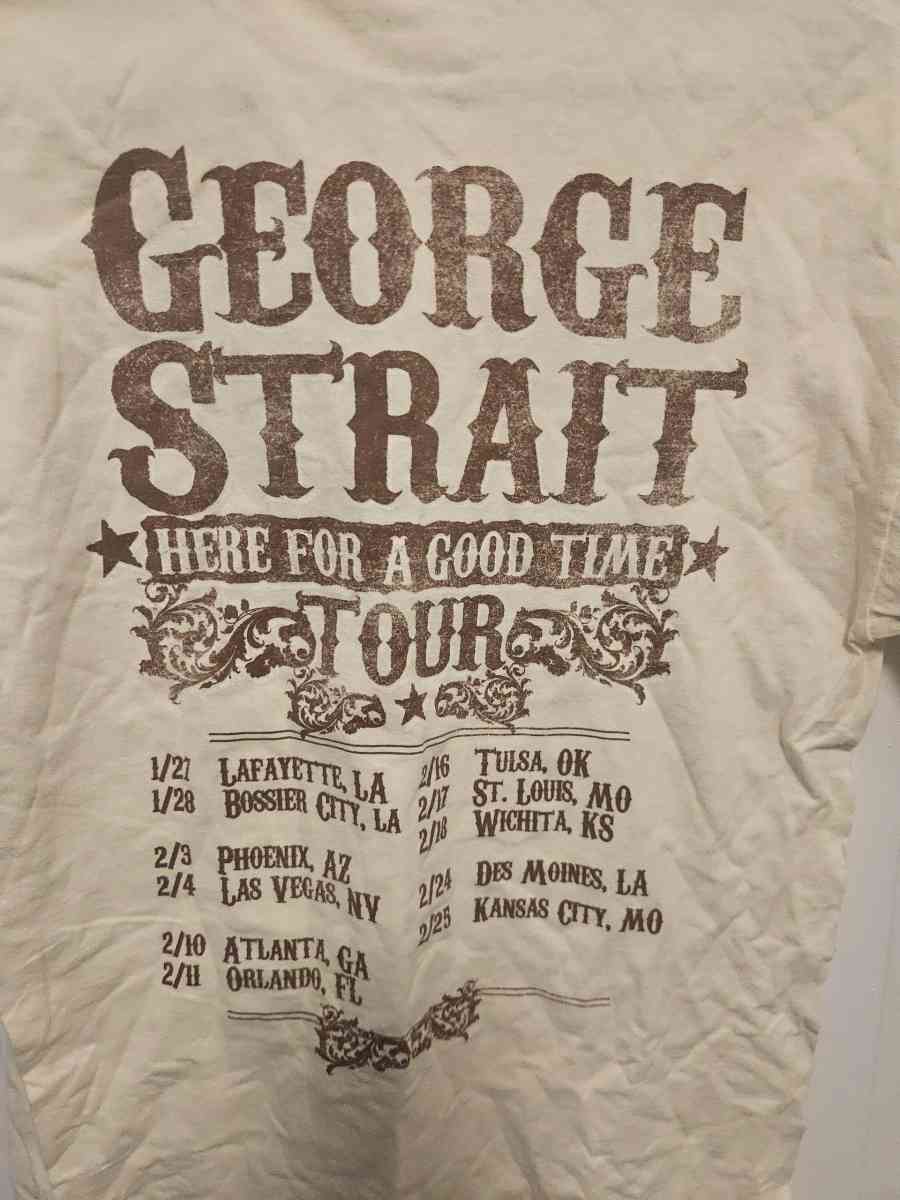 GEORGE
STRAIT
HERE FOR A GOOD TIME
TOUR
1/27 LAFAYETTE, LA
1/28 BOSSIER CITY, LA
2/3 PHOENIX, AZ
2/4 LAS VEGAS, NV
2/10 ATLANTA, GA
2/11 ORLANDO, FL
2/16 TULSA, OK
2/17 ST. LOUIS, MO
2/18 WICHITA, KS
2/24 DES MOINES, LA
2/25 KANSAS CITY, MO